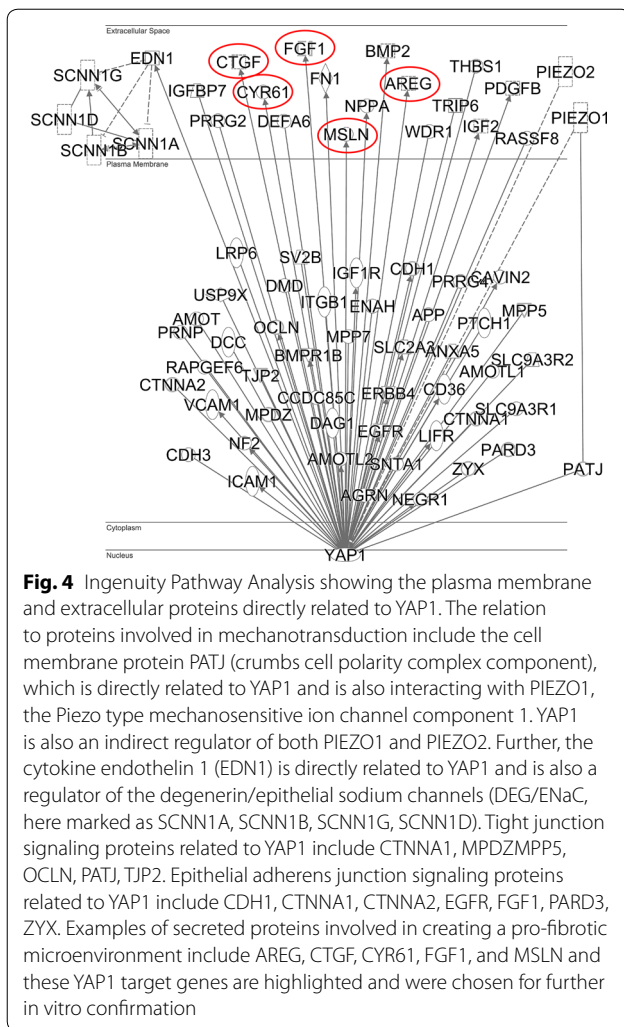 Extracellular Space
EDN1
CTGF
FGF1
BMP2
THBS1
PIEZO2
SCNN1G
IGFBP7
CYR61
FN1
AREG
PDGFB
SCNN1D
PRRG2
DEFA6
NPPA
TRIP6
PIEZO1
SCNN1B
SCNN1A
MSLN
WDR1
IGF2
RASSF8
Plasma Membrane
LRP6
SV2B
IGF1R
CDH1
PRRG4
CAVIN2
USP9X
DMD
ITGB1
ENAH
APP
MPP5
AMOT
PRNP
OCLN
MPP7
PTCH1
DCC
BMPR1B
SLC2A3
ANXA5
SLC9A3R2
RAPGEF6
TJP2
AMOTL1
CTNNA2
CCDC85C
ERBB4
CD36
VCAM1
MPDZ
DAG1
CTNNA1
SLC9A3R1
NF2
EGFR
LIFR
CDH3
AMOTL2
SNTA1
ZYX
PARD3
PATJ
ICAM1
AGRN
NEGR1
Cytoplasm
Nucleus
YAP1
Fig. 4 Ingenuity Pathway Analysis showing the plasma membrane
and extracellular proteins directly related to YAP1. The relation
to proteins involved in mechanotransduction include the cell
membrane protein PATJ (crumbs cell polarity complex component),
which is directly related to YAP1 and is also interacting with PIEZO1,
the Piezo type mechanosensitive ion channel component 1. YAP1
is also an indirect regulator of both PIEZO1 and PIEZO2. Further, the
cytokine endothelin 1 (EDN1) is directly related to YAP1 and is also a
regulator of the degenerin/epithelial sodium channels (DEG/ENaC,
here marked as SCNN1A, SCNN1B, SCNN1G, SCNN1D). Tight junction
signaling proteins related to YAP1 include CTNNA1, MPDZMPP5,
OCLN, PATJ, TJP2. Epithelial adherens junction signaling proteins
related to YAP1 include CDH1, CTNNA1, CTNNA2, EGFR, FGF1, PARD3,
ZYX. Examples of secreted proteins involved in creating a pro-fibrotic
microenvironment include AREG, CTGF, CYR61, FGF1, and MSLN and
these YAP1 target genes are highlighted and were chosen for further
in vitro confirmation